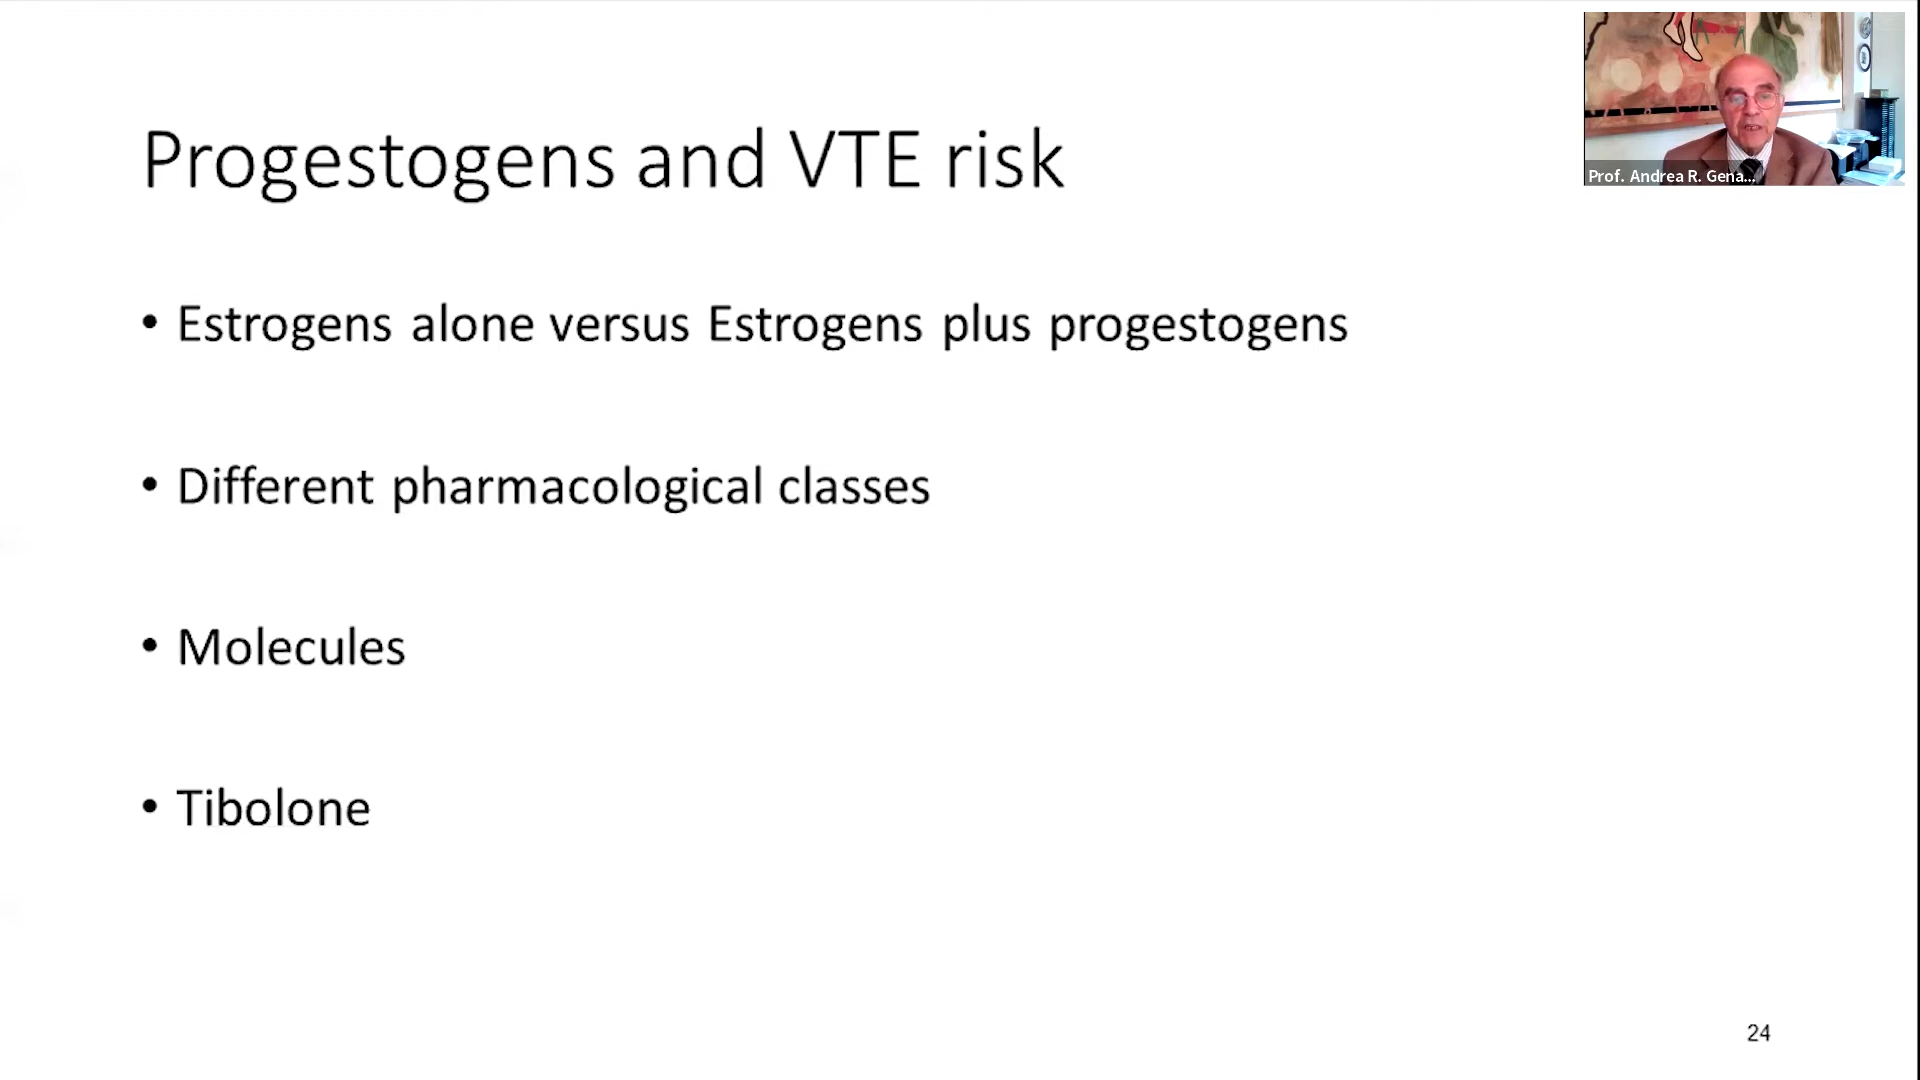 Prof. Andrea R. Gena...
Progestogens and VTE risk
• Estrogens alone versus Estrogens plus progestogens
• Different pharmacological classes
• Molecules
• Tibolone
24